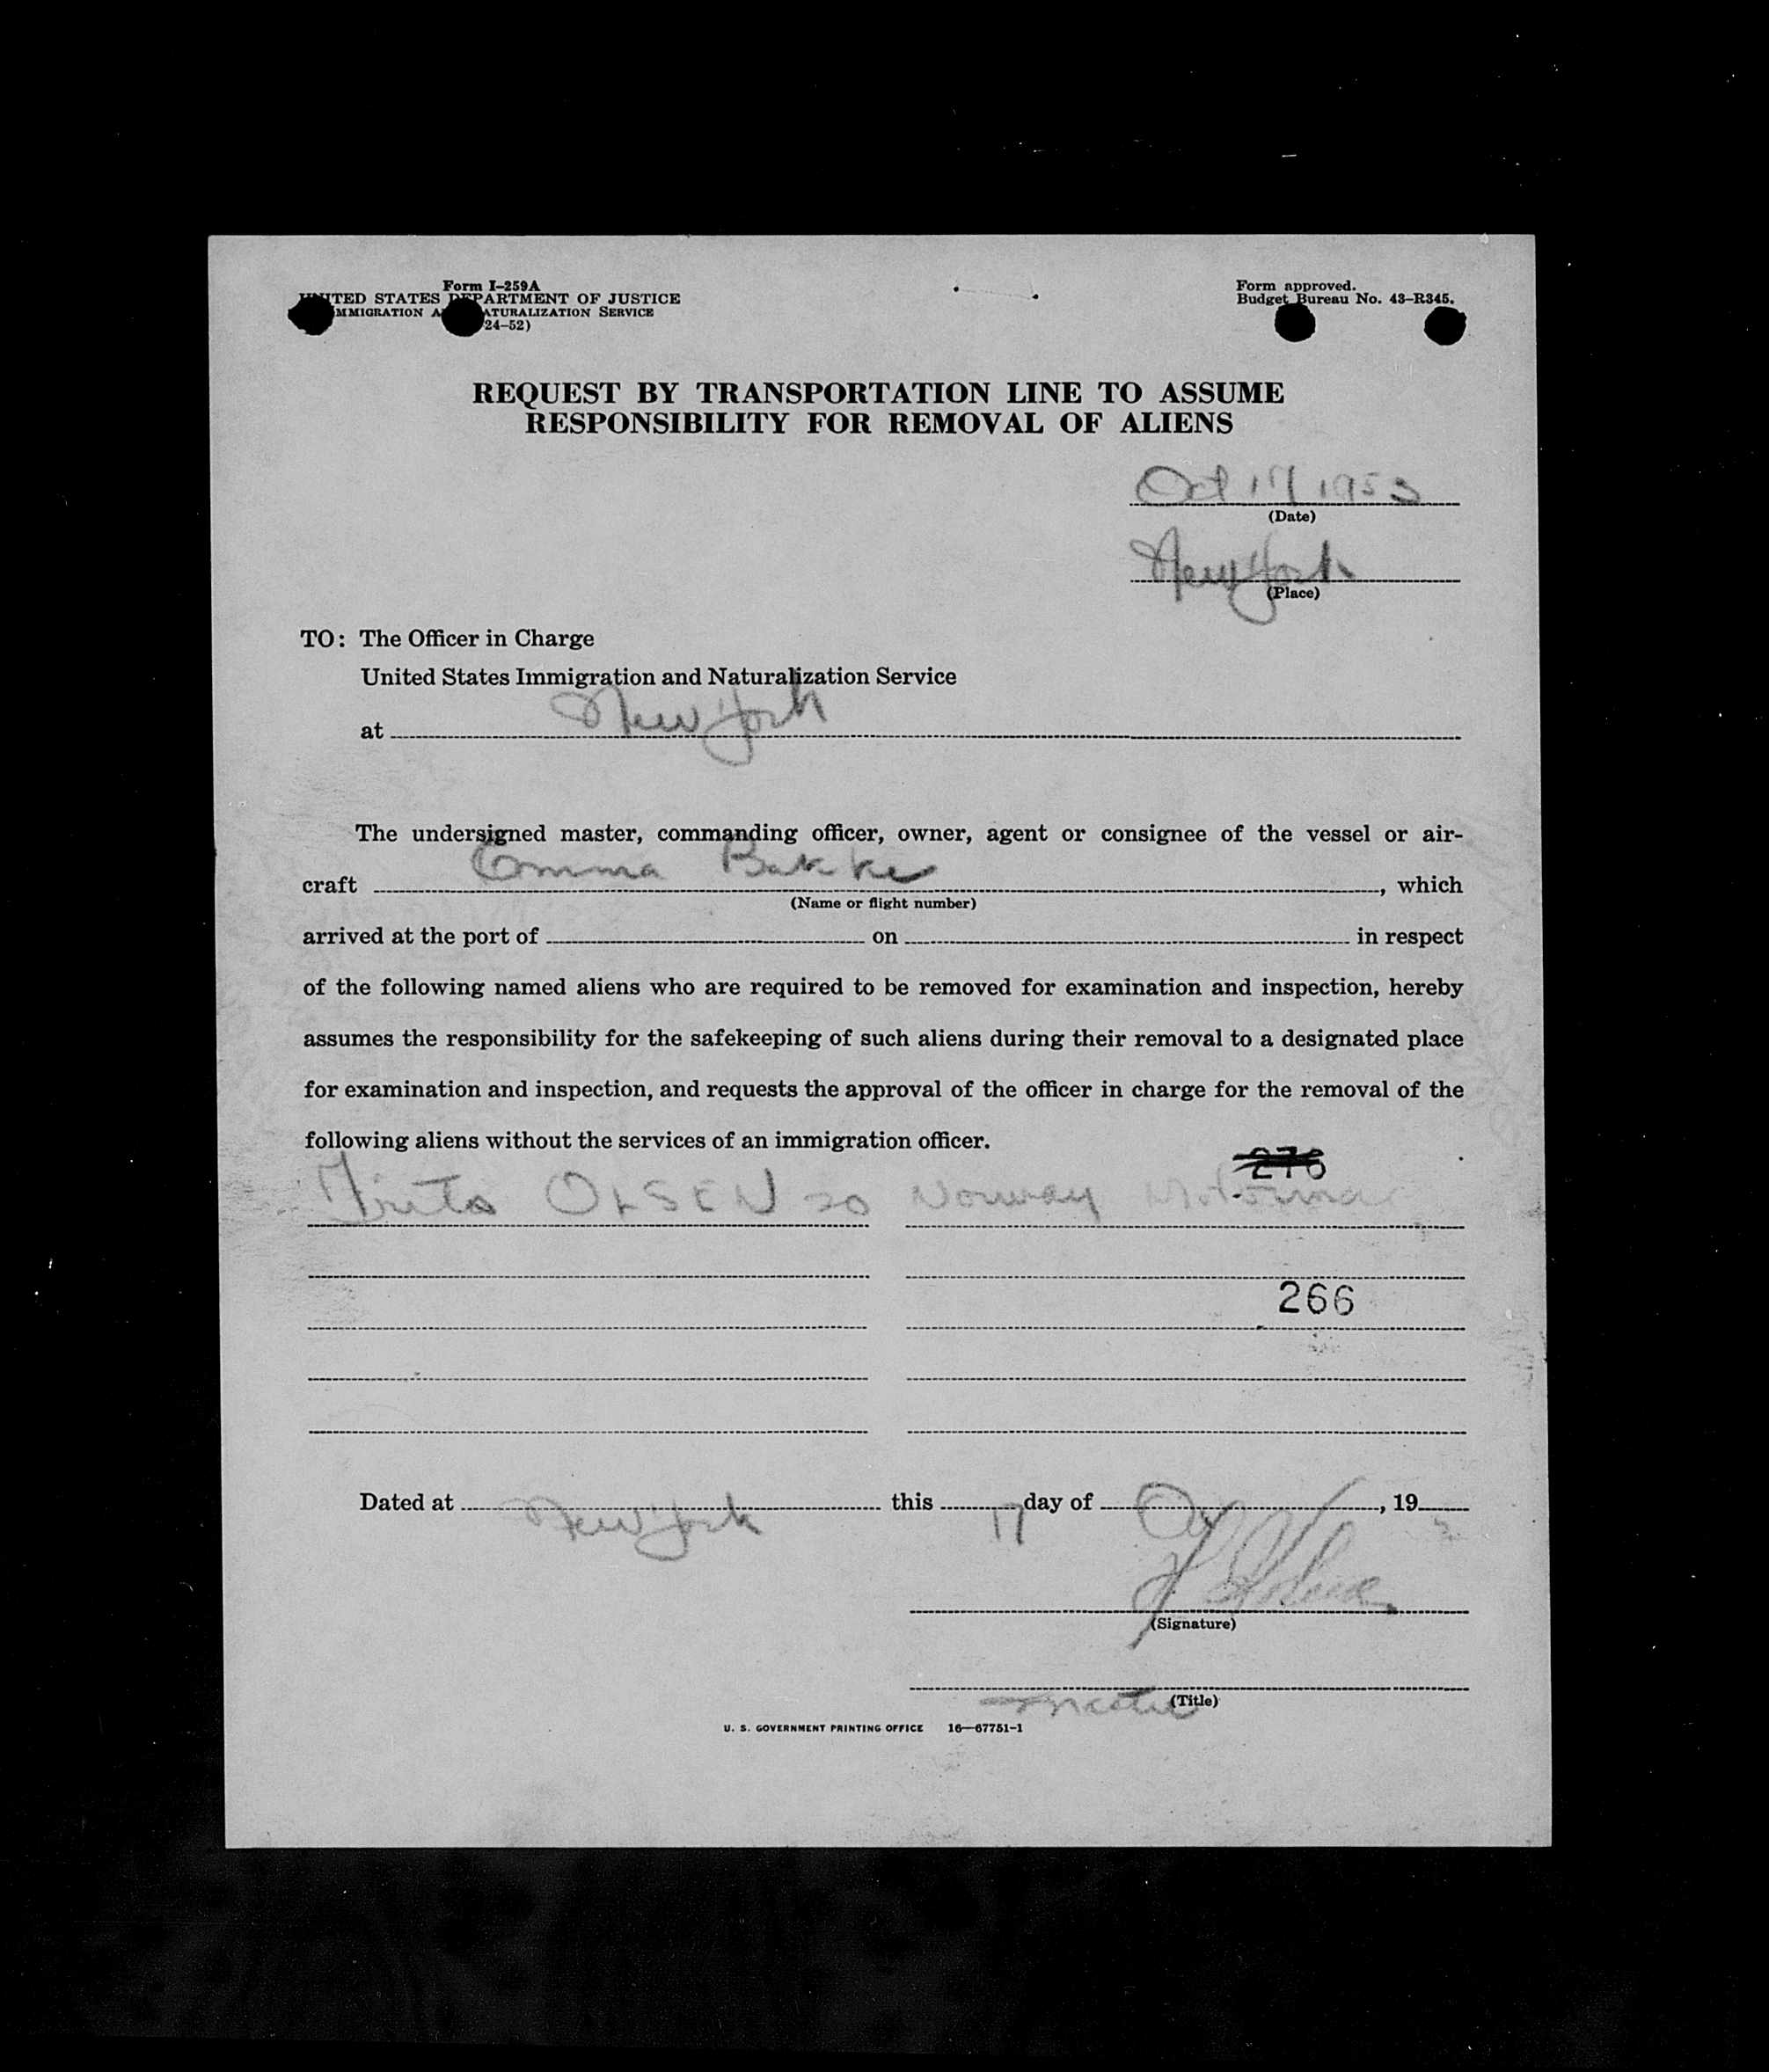 Form I-259A
UNITED STATES DEPARTMENT OF JUSTICE
IMMIGRATION AND NATURALIZATION SERVICE
24-52)
Form approved.
Budget Bureau No. 43-R345.
REQUEST BY TRANSPORTATION LINE TO ASSUME
RESPONSIBILITY FOR REMOVAL OF ALIENS
Oct 17 1953
(Date)
New York
(Place)
TO: The Officer in Charge
United States Immigration and Naturalization Service
at New York
The undersigned master, commanding officer, owner, agent or consignee of the vessel or air-
craft Emma Bakke, which
(Name or flight number)
arrived at the port of on in respect
of the following named aliens who are required to be removed for examination and inspection, hereby
assumes the responsibility for the safekeeping of such aliens during their removal to a designated place
for examination and inspection, and requests the approval of the officer in charge for the removal of the
following aliens without the services of an immigration officer.
276
OLSEN 20 Norway Motorman
266
Dated at New York this 17 day of Oct, 19 3
(Signature)
(Title)
U. S. GOVERNMENT PRINTING OFFICE 16—67751-1